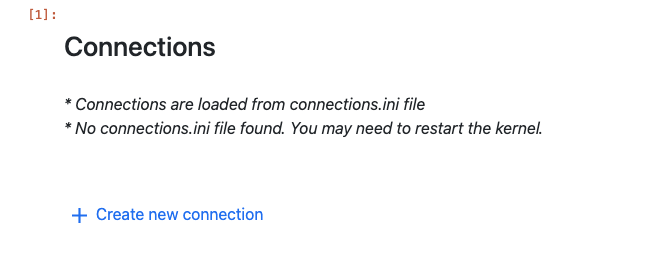 [1]:
Connections
* Connections are loaded from connections.ini file
* No connections.ini file found. You may need to restart the kernel.
+ Create new connection